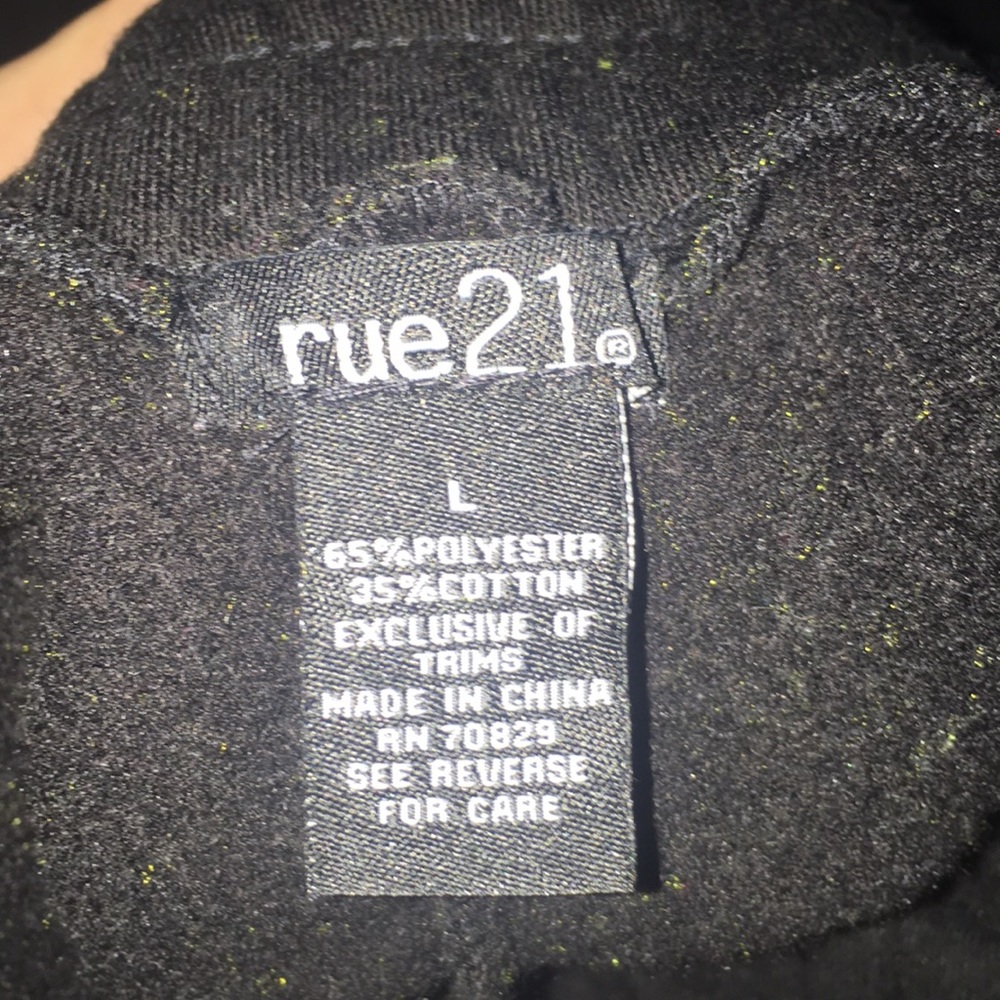 rue21®
L
65%POLYESTER
35%COTTON
EXCLUSIVE OF
TRIMS
MADE IN CHINA
RN 70829
SEE REVERSE
FOR CARE